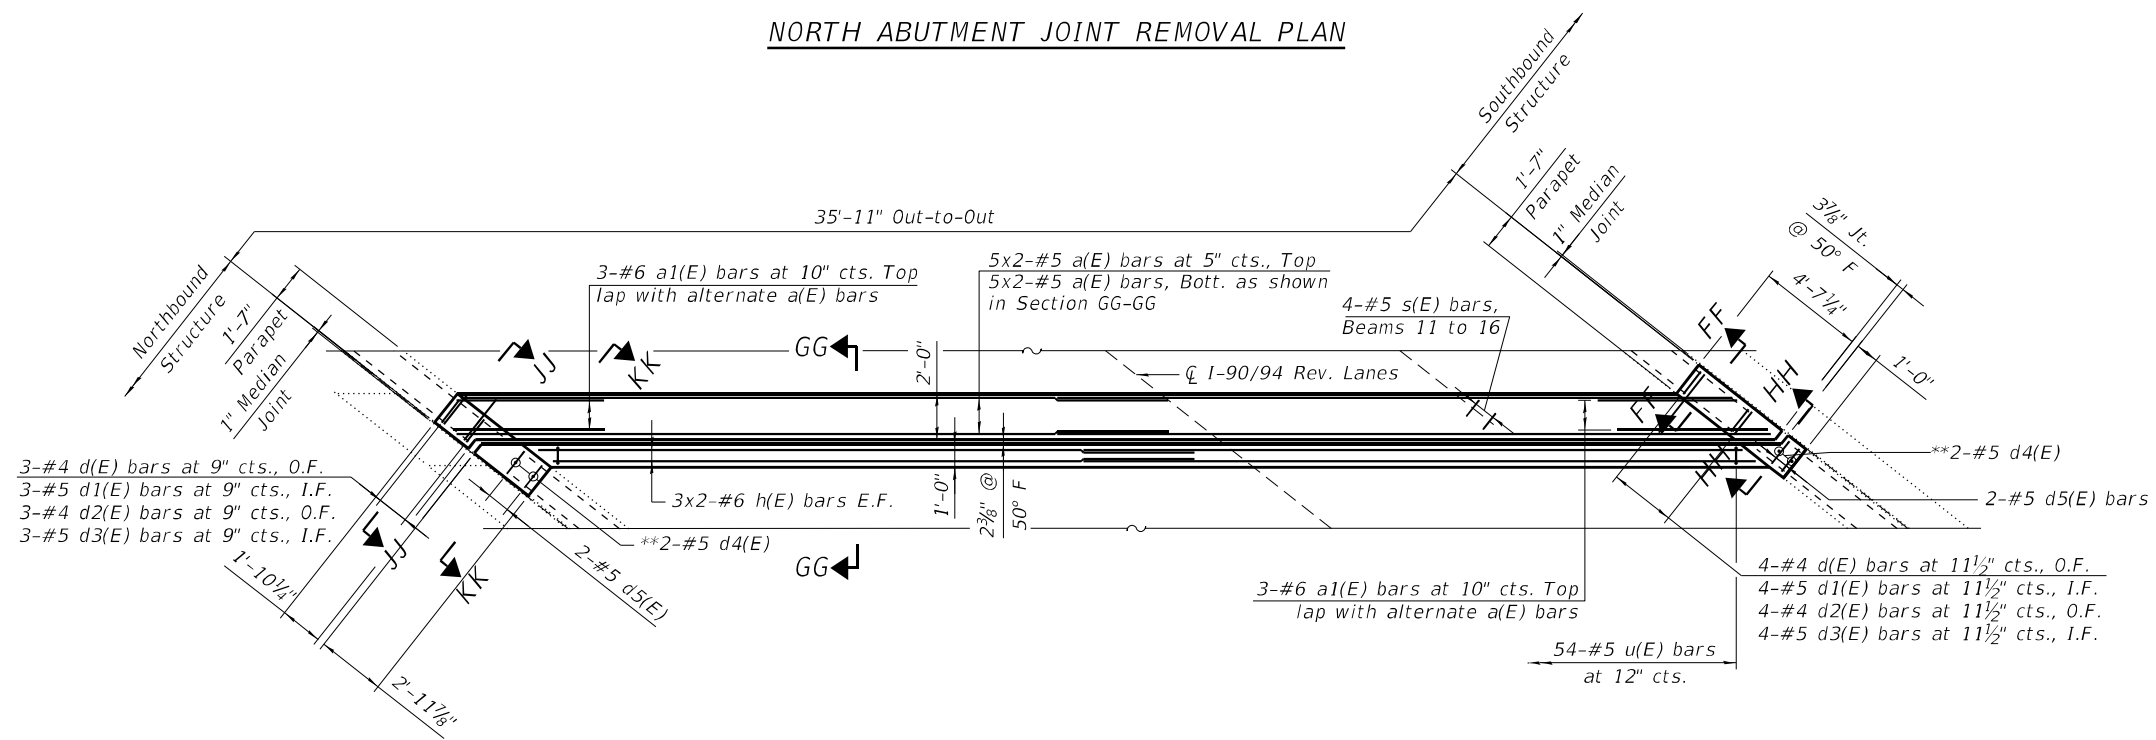 NORTH ABUTMENT JOINT REMOVAL PLAN
Southbound
Structure
1'-7"
Parapet
1" Median
Joint
3⅞" Jt.
@ 50° F
4'-7¼"
1'-0"
35'-11" Out-to-Out
Northbound
Structure
1'-7"
Parapet
1" Median
Joint
3-#6 a1(E) bars at 10" cts. Top
lap with alternate a(E) bars
5x2-#5 a(E) bars at 5" cts., Top
5x2-#5 a(E) bars, Bott. as shown
in Section GG-GG
4-#5 s(E) bars,
Beams 11 to 16
JJ
KK
GG
2'-0"
℄ I-90/94 Rev. Lanes
FF
HH
FF
HH
**2-#5 d4(E)
2-#5 d5(E) bars
3-#4 d(E) bars at 9" cts., O.F.
3-#5 d1(E) bars at 9" cts., I.F.
3-#4 d2(E) bars at 9" cts., O.F.
3-#5 d3(E) bars at 9" cts., I.F.
3x2-#6 h(E) bars E.F.
1'-0"
2⅜" @
50° F
**2-#5 d4(E)
2-#5 d5(E)
JJ
KK
GG
1'-10¼"
2'-11⅞"
3-#6 a1(E) bars at 10" cts. Top
lap with alternate a(E) bars
4-#4 d(E) bars at 11½" cts., O.F.
4-#5 d1(E) bars at 11½" cts., I.F.
4-#4 d2(E) bars at 11½" cts., O.F.
4-#5 d3(E) bars at 11½" cts., I.F.
54-#5 u(E) bars
at 12" cts.